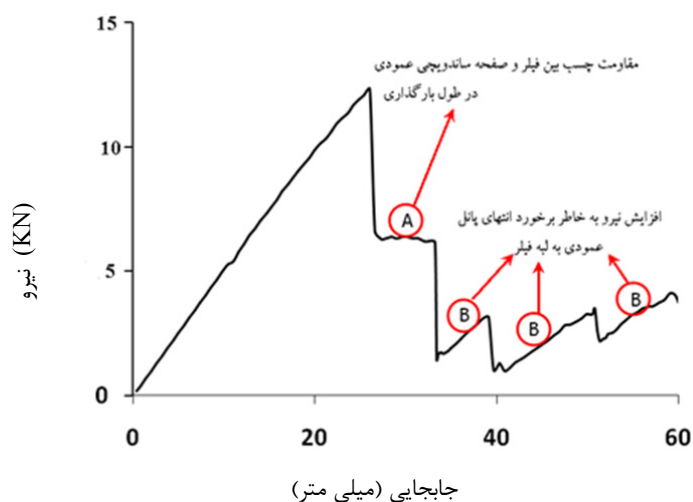 15
مقاومت چسب بین فیلر و صفحه ساندویچی عمودی
در طول بارگذاری
10
A
افزایش نیرو به خاطر برخورد انتهای پانل
عمودی به لبه فیلر
نیرو (KN)
5
B
B
B
0
0
20
40
60
جابجایی (میلی متر)